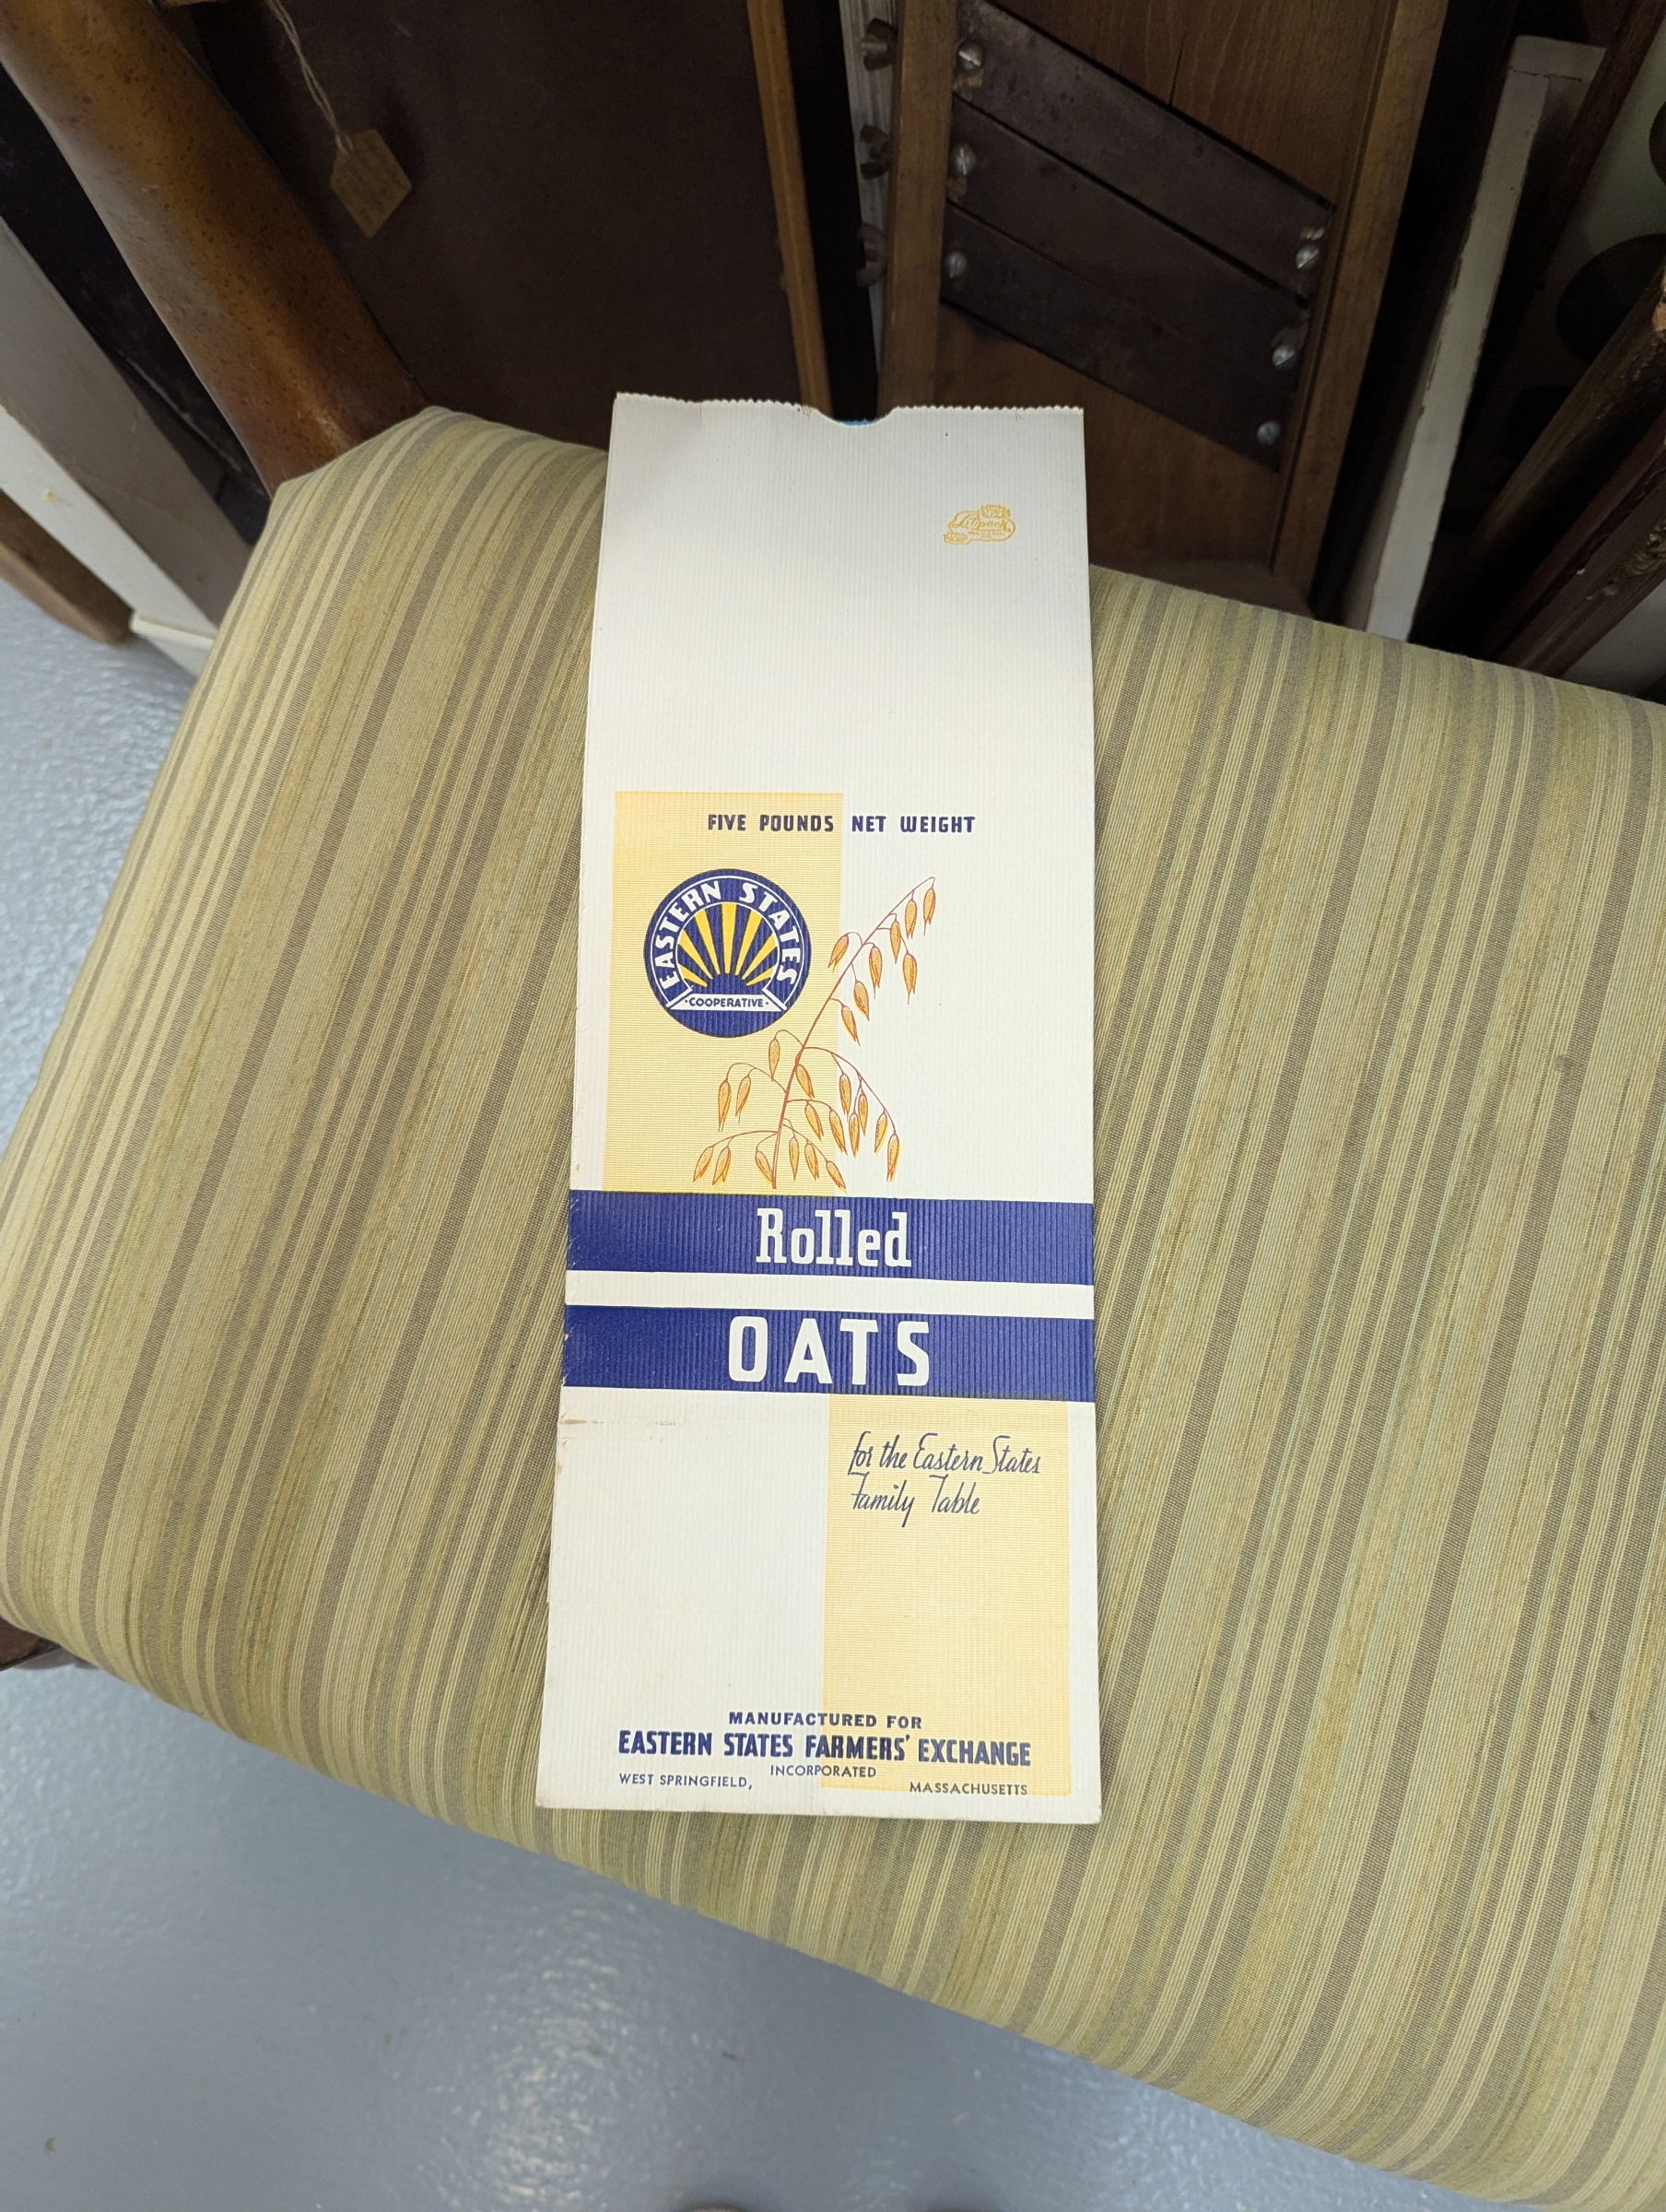 FIVE POUNDS NET WEIGHT
EASTERN STATES
·COOPERATIVE·
Rolled
OATS
for the Eastern States
Family Table
MANUFACTURED FOR
EASTERN STATES FARMERS' EXCHANGE
INCORPORATED
WEST SPRINGFIELD, MASSACHUSETTS